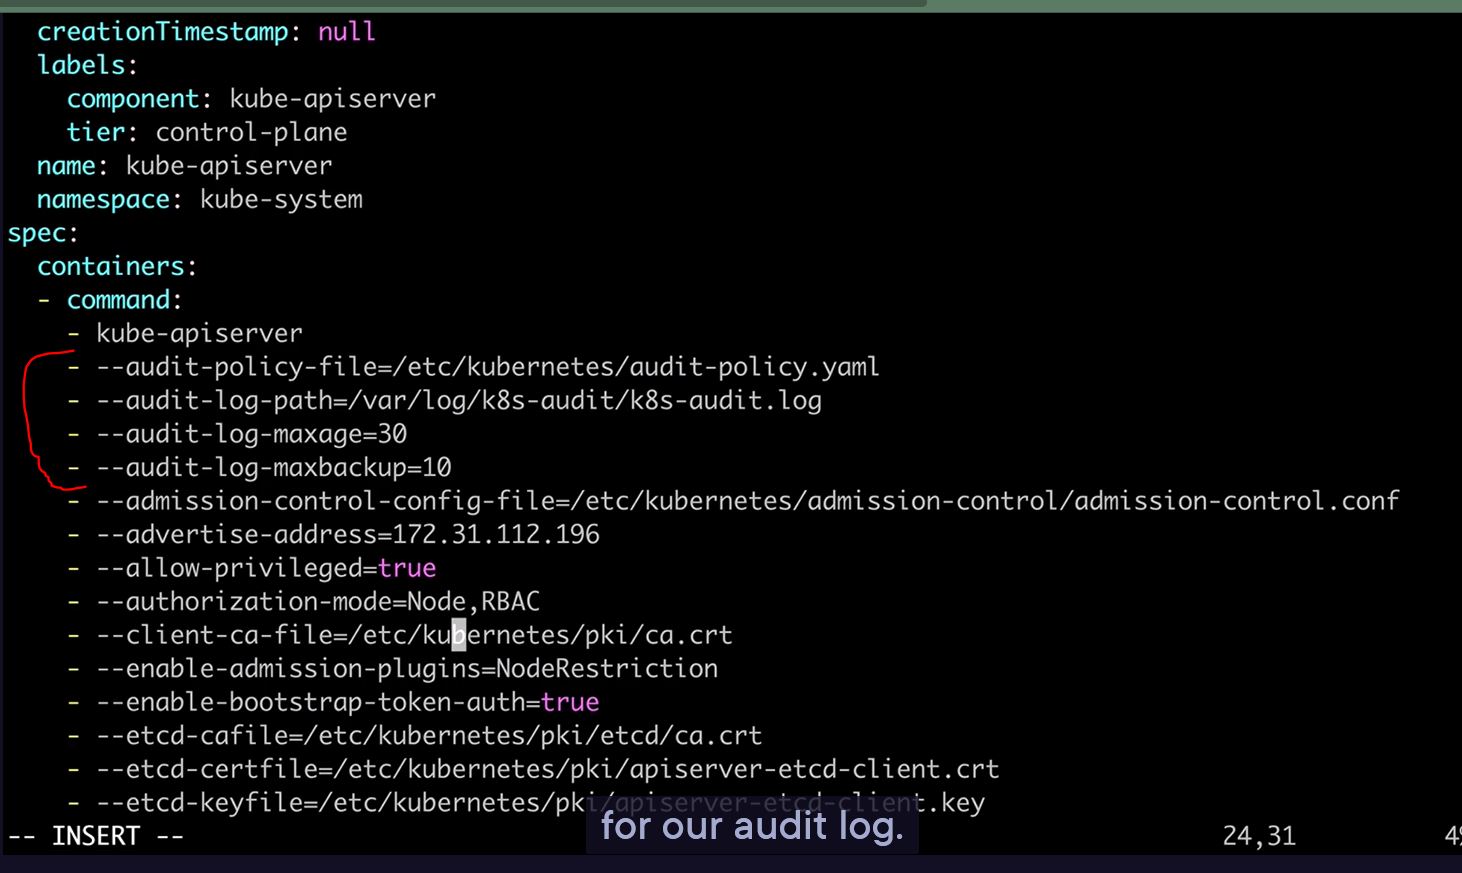 creationTimestamp: null
labels:
component: kube-apiserver
tier: control-plane
name: kube-apiserver
namespace: kube-system
spec:
containers:
- command:
- kube-apiserver
- --audit-policy-file=/etc/kubernetes/audit-policy.yaml
- --audit-log-path=/var/log/k8s-audit/k8s-audit.log
- --audit-log-maxage=30
- --audit-log-maxbackup=10
- --admission-control-config-file=/etc/kubernetes/admission-control/admission-control.conf
- --advertise-address=172.31.112.196
- --allow-privileged=true
- --authorization-mode=Node,RBAC
- --client-ca-file=/etc/kubernetes/pki/ca.crt
- --enable-admission-plugins=NodeRestriction
- --enable-bootstrap-token-auth=true
- --etcd-cafile=/etc/kubernetes/pki/etcd/ca.crt
- --etcd-certfile=/etc/kubernetes/pki/apiserver-etcd-client.crt
- --etcd-keyfile=/etc/kubernetes/pki/apiserver-etcd-client.key
for our audit log.
-- INSERT -- 24,31